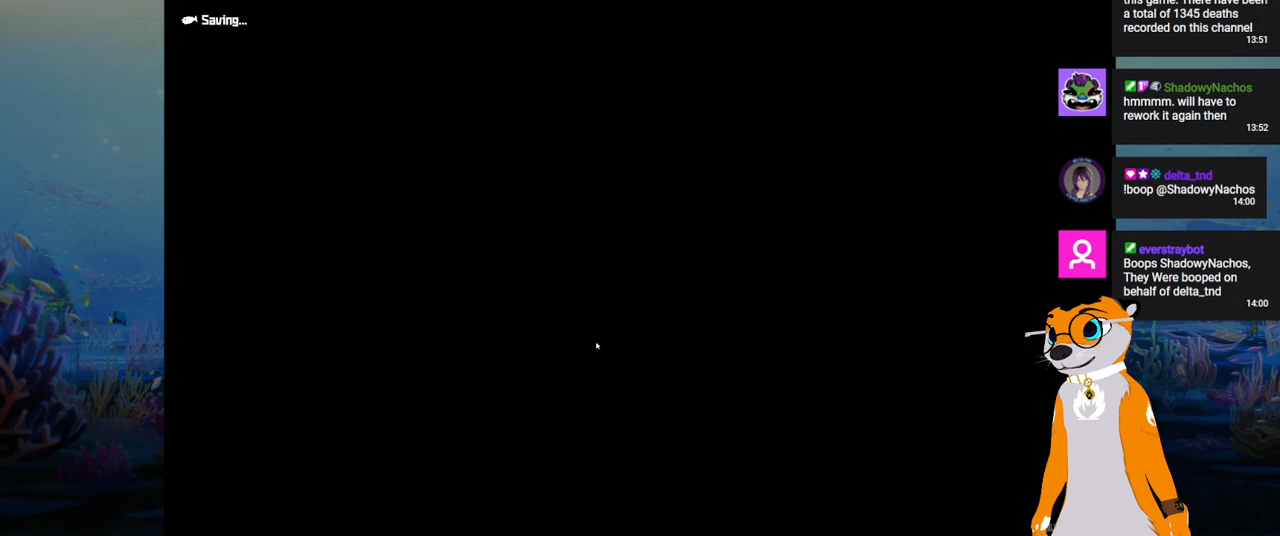 Saving...
this game. There have been
a total of 1345 deaths
recorded on this channel
13:51
ShadowyNachos
hmmmm. will have to
rework it again then
13:52
delta_tnd
!boop @ShadowyNachos
14:00
everstraybot
Boops ShadowyNachos,
They Were booped on
behalf of delta_tnd
14:00